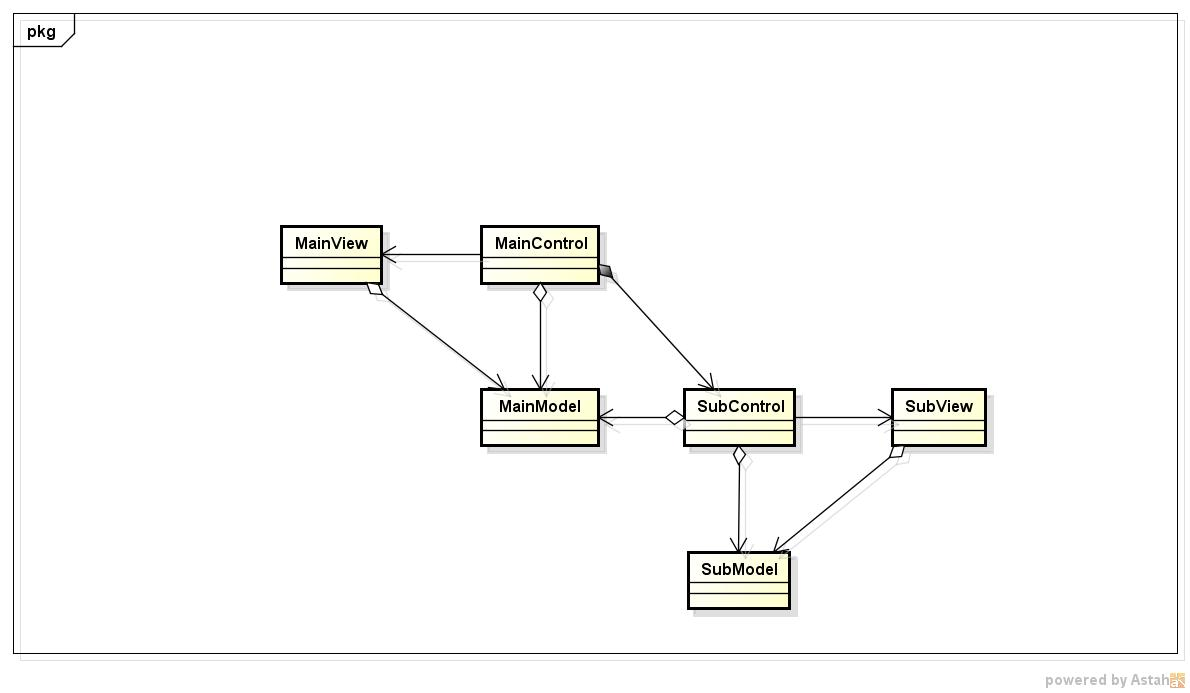 pkg
MainView
MainControl
MainModel
SubControl
SubView
SubModel
powered by Astah